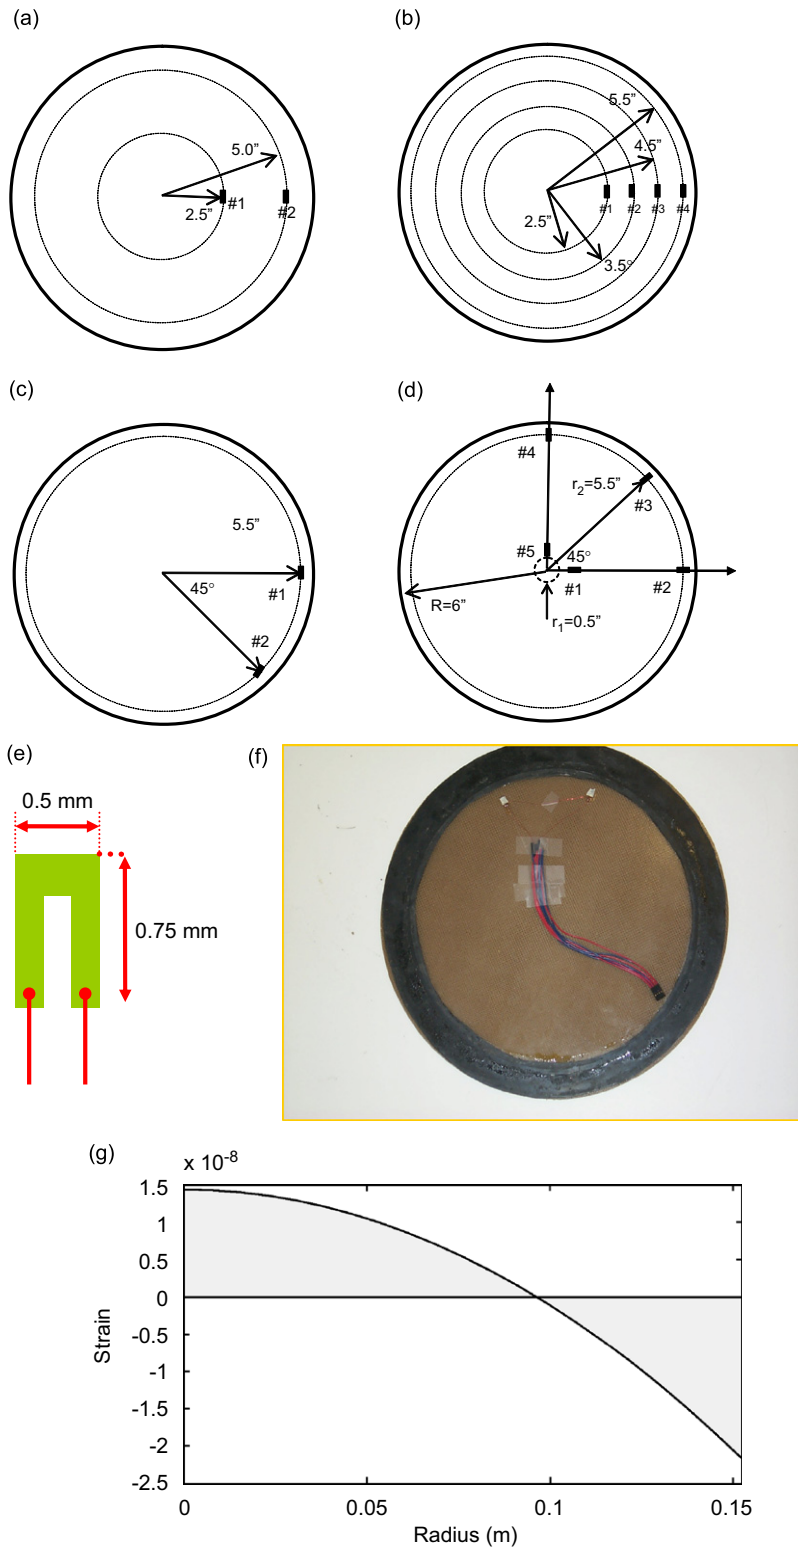 (a)
5.0”
2.5”
#1
#2
(b)
5.5”
4.5”
#1
#2
#3
#4
2.5”
3.5°
(c)
5.5”
45°
#1
#2
(d)
#4
r2=5.5”
#3
#5
45°
#1
#2
R=6”
r1=0.5”
(e)
0.5 mm
0.75 mm
(f)
(g)
x 10-8
1.5
1
0.5
0
-0.5
-1
-1.5
-2
-2.5
Strain
0
0.05
0.1
0.15
Radius (m)